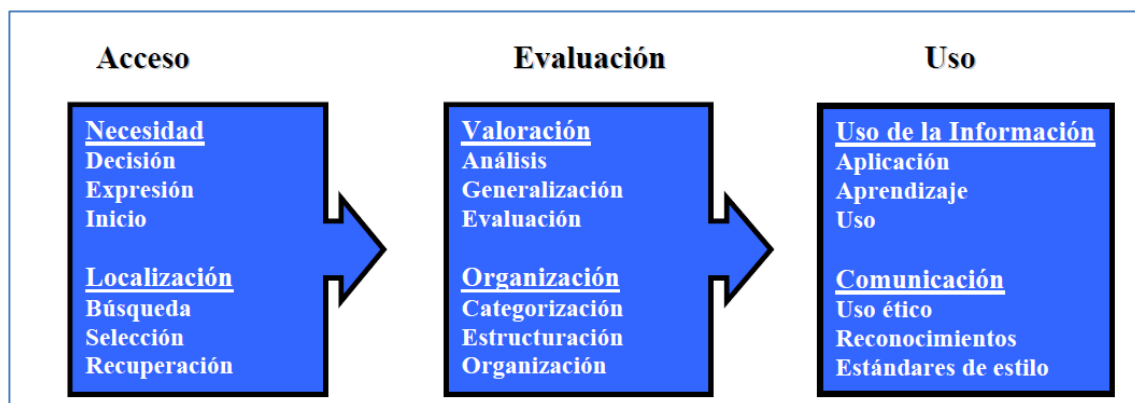 Acceso
Necesidad
Decisión
Expresión
Inicio
Localización
Búsqueda
Selección
Recuperación
Evaluación
Valoración
Análisis
Generalización
Evaluación
Organización
Categorización
Estructuración
Organización
Uso
Uso de la Información
Aplicación
Aprendizaje
Uso
Comunicación
Uso ético
Reconocimientos
Estándares de estilo